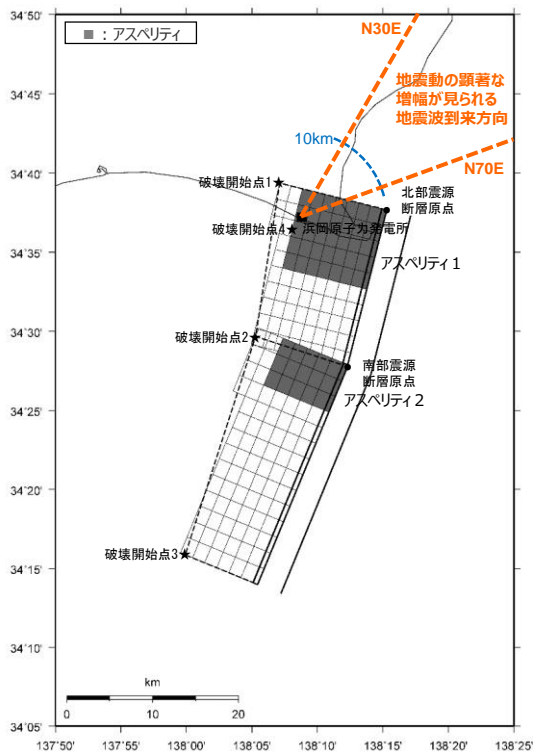 34°50'
■ : アスペリティ
N30E
34°45'
地震動の顕著な
増幅が見られる
地震波到来方向
10km
34°40'
N70E
破壊開始点1
北部震源
断層原点
破壊開始点4
浜岡原子力発電所
34°35'
アスペリティ1
34°30'
破壊開始点2
南部震源
断層原点
34°25'
アスペリティ2
34°20'
破壊開始点3
34°15'
34°10'
km
0 10 20
34°05'
137°50' 137°55' 138°00' 138°05' 138°10' 138°15' 138°20' 138°25'